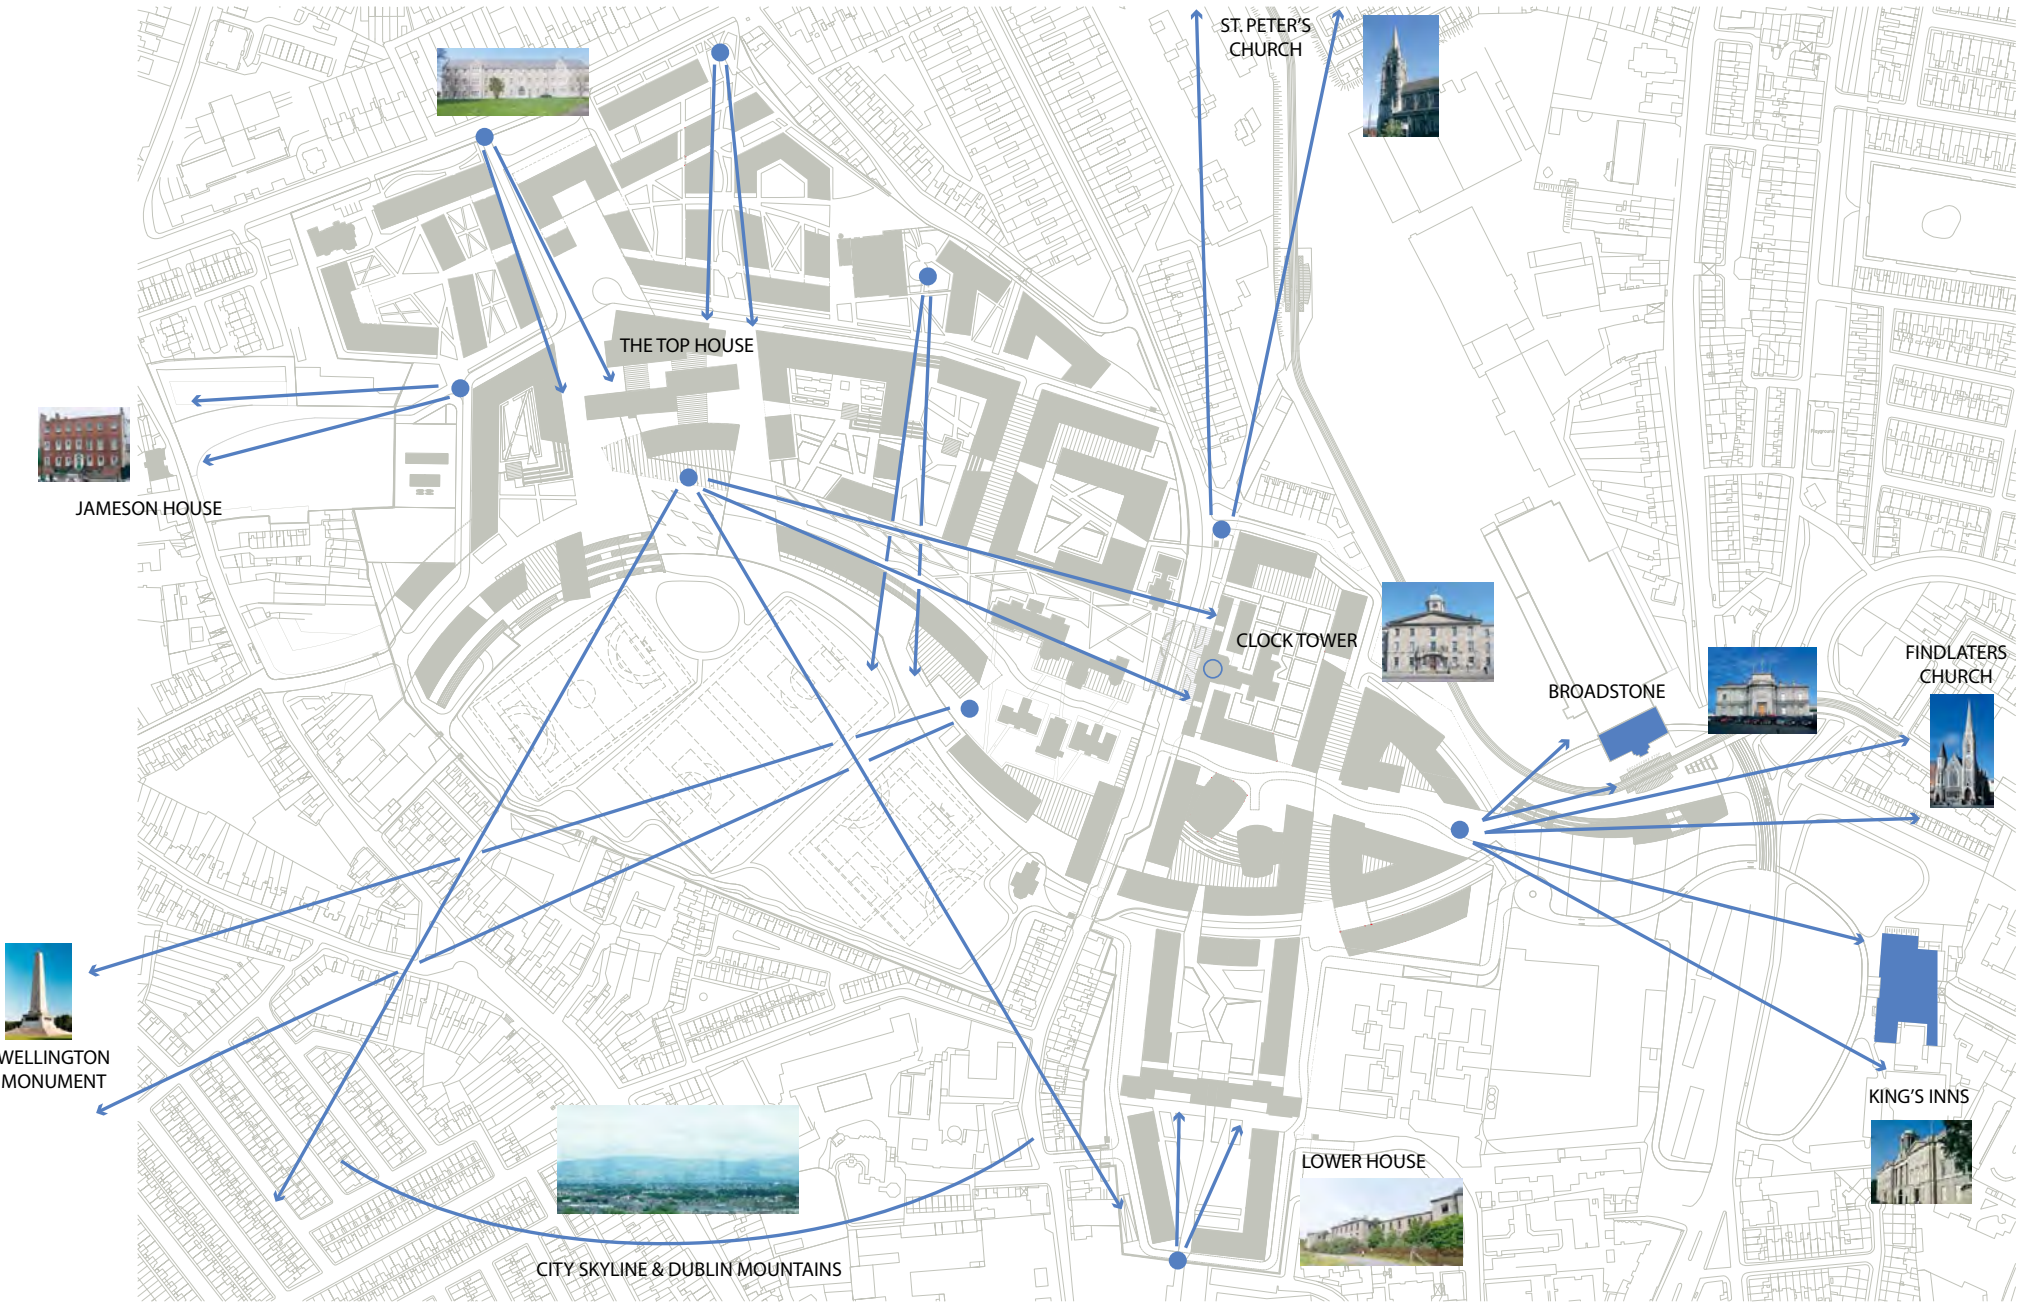 ST. PETER'S
CHURCH
THE TOP HOUSE
JAMESON HOUSE
CLOCK TOWER
BROADSTONE
FINDLATERS
CHURCH
WELLINGTON
MONUMENT
KING'S INNS
LOWER HOUSE
CITY SKYLINE & DUBLIN MOUNTAINS